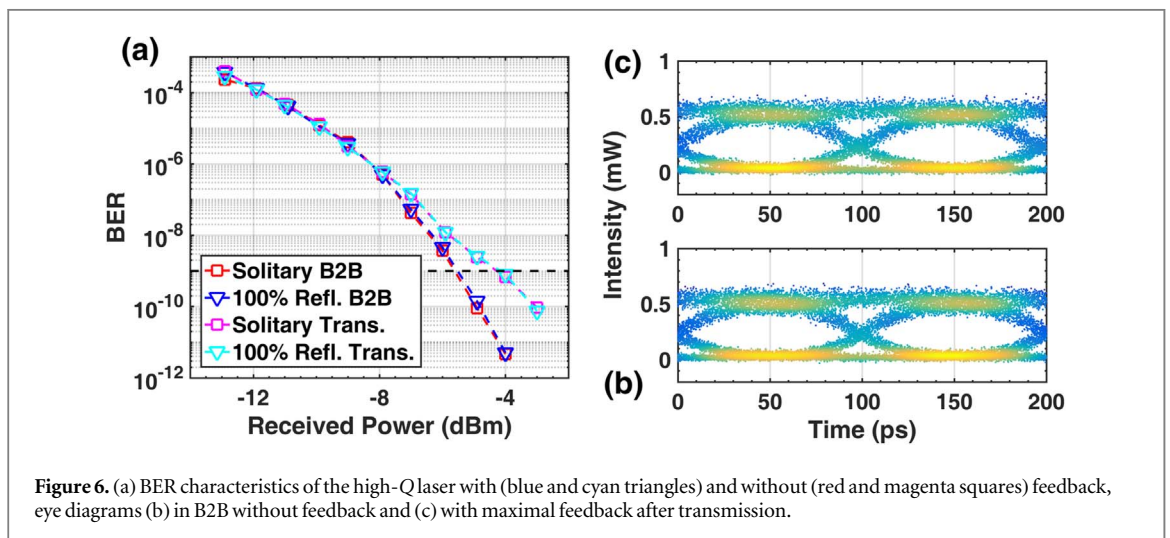 (a)
10-4
10-6
10-8
10-10
10-12
BER
Solitary B2B
100% Refl. B2B
Solitary Trans.
100% Refl. Trans.
-12 -8 -4
Received Power (dBm)
(c)
1
0.5
0
0 50 100 150 200
Intensity (mW)
1
0.5
0
(b)
0 50 100 150 200
Time (ps)
Figure 6. (a) BER characteristics of the high-Q laser with (blue and cyan triangles) and without (red and magenta squares) feedback,
eye diagrams (b) in B2B without feedback and (c) with maximal feedback after transmission.